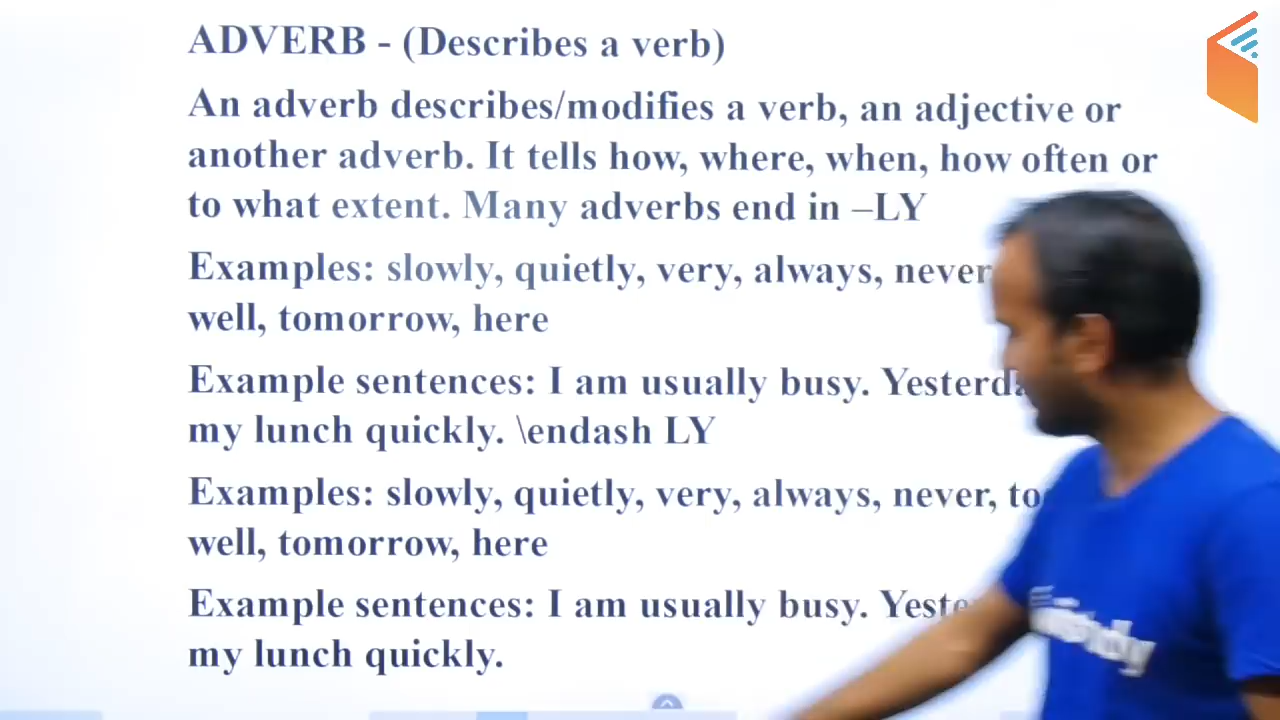 ADVERB - (Describes a verb)
An adverb describes/modifies a verb, an adjective or
another adverb. It tells how, where, when, how often or
to what extent. Many adverbs end in –LY
Examples: slowly, quietly, very, always, never
well, tomorrow, here
Example sentences: I am usually busy.
my lunch quickly. \endash LY
Examples: slowly, quietly, very, always, never,
well, tomorrow, here
Example sentences: I am usually busy.
my lunch quickly.